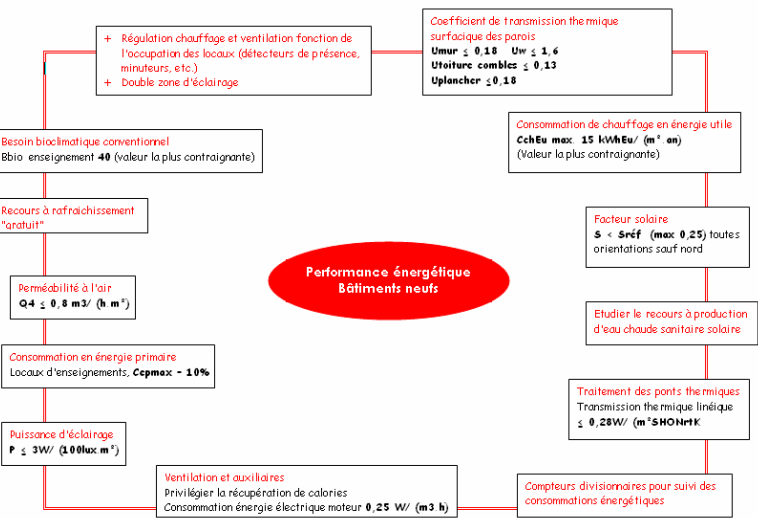 + Régulation chauffage et ventilation fonction de
l'occupation des locaux (détecteurs de présence,
minuteurs, etc.)
+ Double zone d'éclairage
Coefficient de transmission thermique
surfacique des parois
Umur ≤ 0,18 Uw ≤ 1,6
Utoiture combles ≤ 0,13
Uplancher ≤0,18
Besoin bioclimatique conventionnel
Bbio enseignement 40 (valeur la plus contraignante)
Consommation de chauffage en énergie utile
CchEu max. 15 kWhEu/ (m².an)
(Valeur la plus contraignante)
Recours à rafraichissement
"gratuit"
Facteur solaire
S < Sréf (max 0,25) toutes
orientations sauf nord
Performance énergétique
Bâtiments neufs
Perméabilité à l'air
Q4 ≤ 0,8 m3/ (h.m²)
Etudier le recours à production
d'eau chaude sanitaire solaire
Consommation en énergie primaire
Locaux d'enseignements, Ccpmax - 10%
Traitement des ponts thermiques
Transmission thermique linéique
≤ 0,28W/ (m²SHONrtK
Puissance d'éclairage
P ≤ 3W/ (100lux.m²)
Ventilation et auxiliaires
Privilégier la récupération de calories
Consommation énergie électrique moteur 0,25 W/ (m3.h)
Compteurs divisionnaires pour suivi des
consommations énergétiques